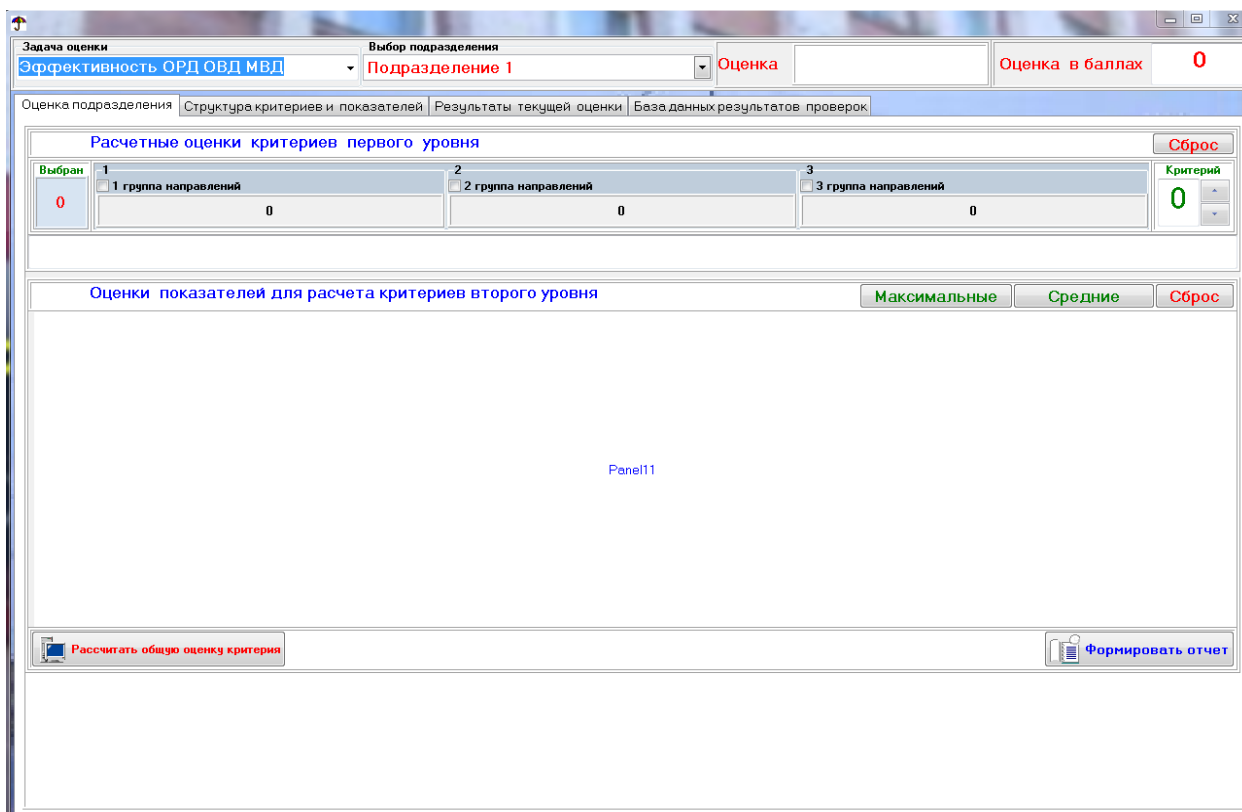 Задача оценки Выбор подразделения
Эффективность ОРД ОВД МВД Подразделение 1 Оценка Оценка в баллах 0
Оценка подразделения Структура критериев и показателей Результаты текущей оценки База данных результатов проверок
Расчетные оценки критериев первого уровня Сброс
Выбран 1 2 3 Критерий
1 группа направлений 2 группа направлений 3 группа направлений
0 0 0 0 0
Оценки показателей для расчета критериев второго уровня Максимальные Средние Сброс
Panel11
Рассчитать общую оценку критерия Формировать отчет